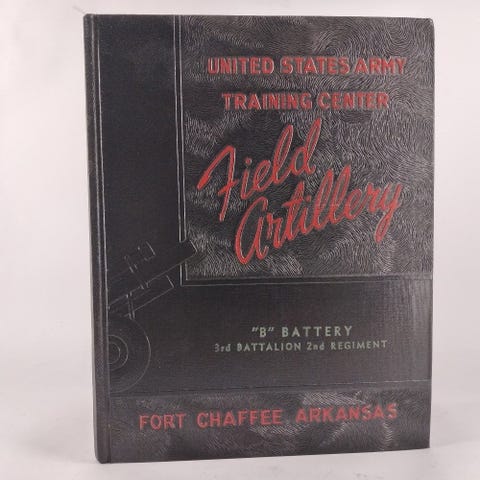 UNITED STATES ARMY
TRAINING CENTER
Field
Artillery
"B" BATTERY
3rd BATTALION 2nd REGIMENT
FORT CHAFFEE ARKANSAS